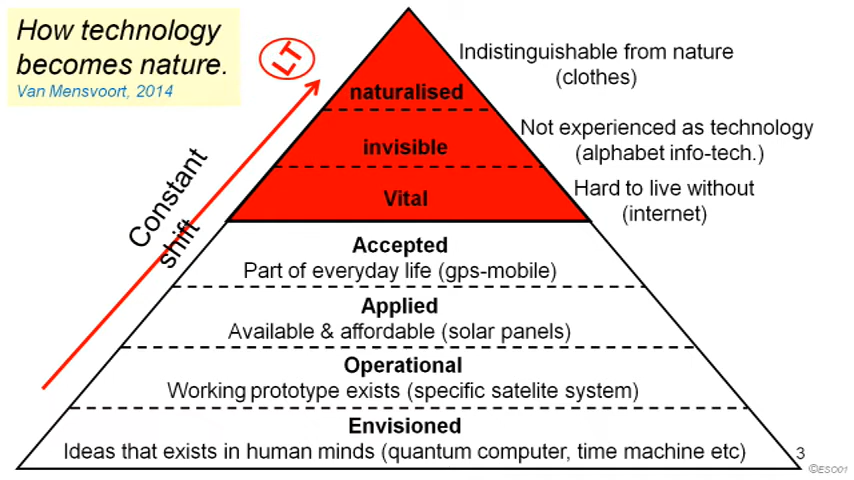 How technology
becomes nature.
Van Mensvoort, 2014
LT
Constant
shift
naturalised
Indistinguishable from nature
(clothes)
invisible
Not experienced as technology
(alphabet info-tech.)
Vital
Hard to live without
(internet)
Accepted
Part of everyday life (gps-mobile)
Applied
Available & affordable (solar panels)
Operational
Working prototype exists (specific satelite system)
Envisioned
Ideas that exists in human minds (quantum computer, time machine etc)
3
©ESO01